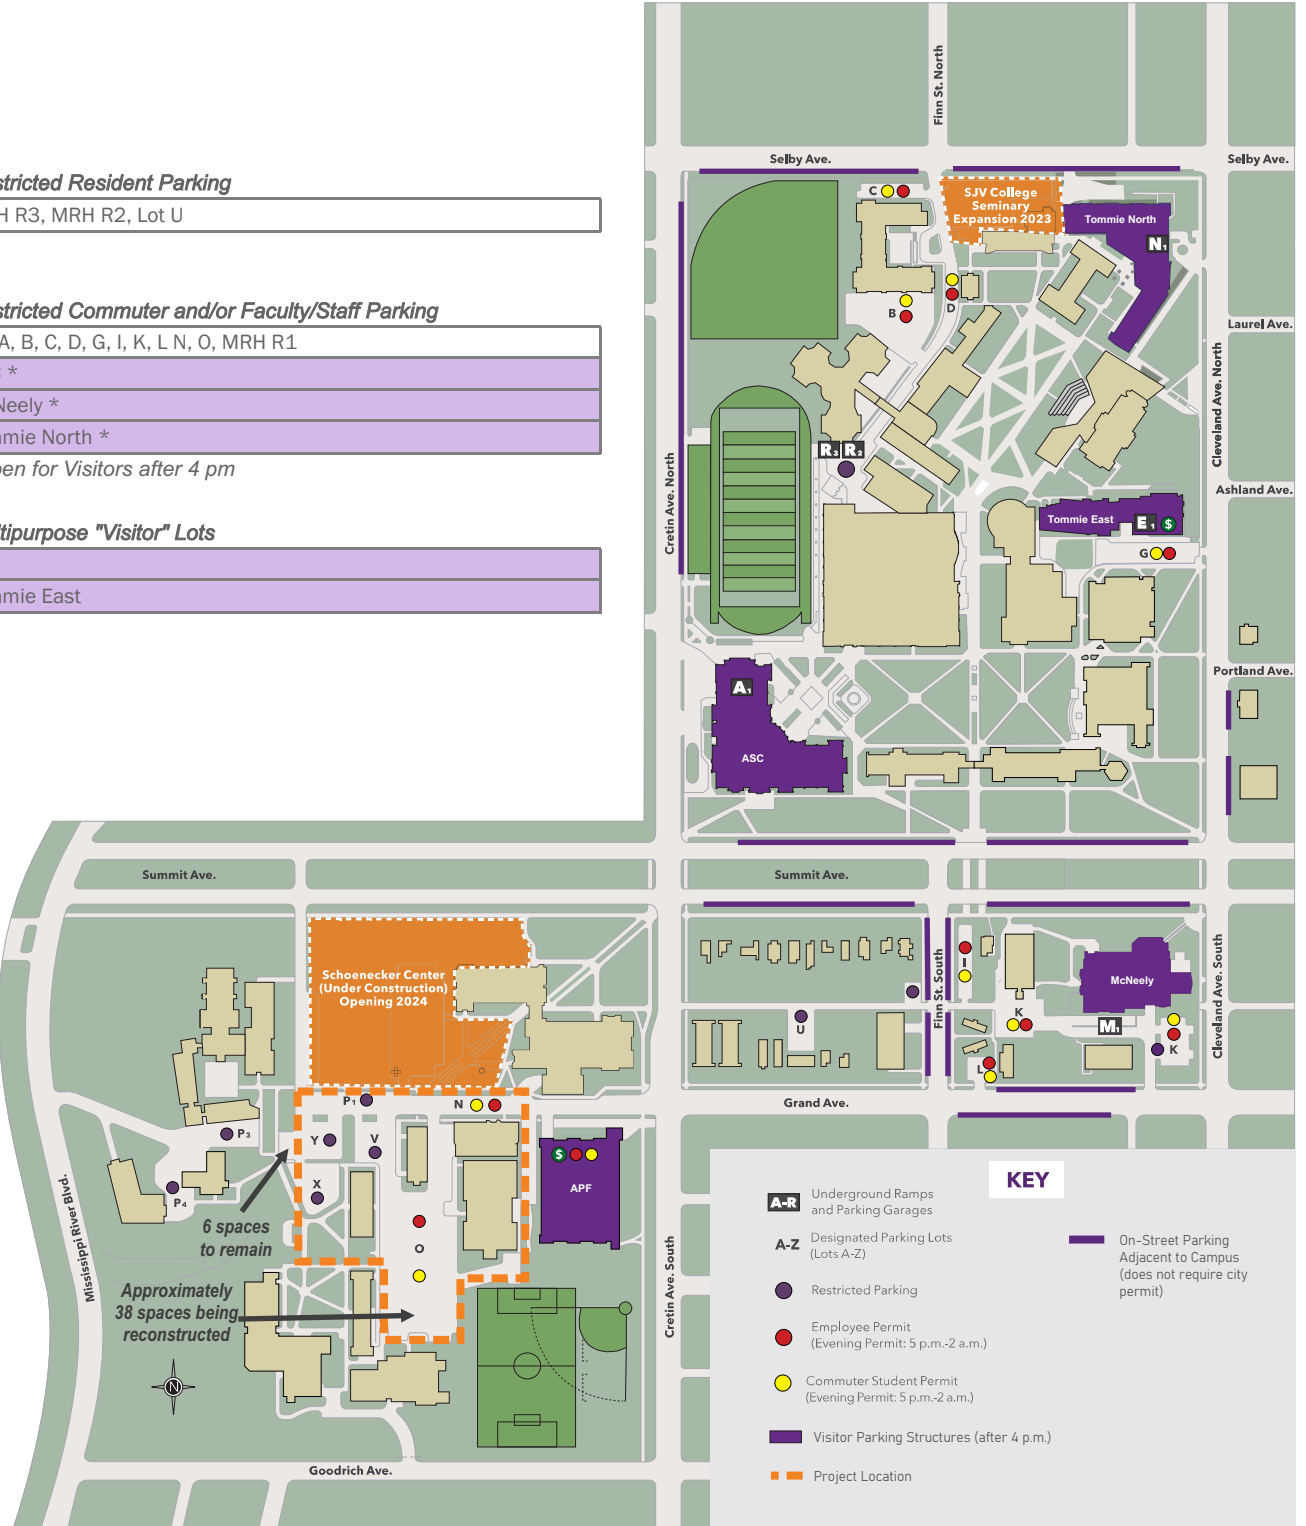 stricted Resident Parking
H R3, MRH R2, Lot U
stricted Commuter and/or Faculty/Staff Parking
A, B, C, D, G, I, K, L N, O, MRH R1
*
Neely *
mmie North *
pen for Visitors after 4 pm
ltipurpose "Visitor" Lots
mmie East
Finn St. North
Selby Ave.
Selby Ave.
C
SJV College
Seminary
Expansion 2023
Tommie North
N1
B
D
Laurel Ave.
Cleveland Ave. North
Cretin Ave. North
R3 R2
Ashland Ave.
Tommie East
E1 $
G
Portland Ave.
A1
ASC
Summit Ave.
Summit Ave.
Schoenecker Center
(Under Construction)
Opening 2024
Finn St. South
I
McNeely
Cleveland Ave. South
U
K
M1
K
L
Grand Ave.
P1
N
P3
Y
V
$
APF
X
P4
6 spaces
to remain
O
Mississippi River Blvd.
Cretin Ave. South
Approximately
38 spaces being
reconstructed
N
Goodrich Ave.
KEY
A-R
Underground Ramps
and Parking Garages
A-Z
Designated Parking Lots
(Lots A-Z)
Restricted Parking
Employee Permit
(Evening Permit: 5 p.m.-2 a.m.)
Commuter Student Permit
(Evening Permit: 5 p.m.-2 a.m.)
Visitor Parking Structures (after 4 p.m.)
Project Location
On-Street Parking
Adjacent to Campus
(does not require city
permit)